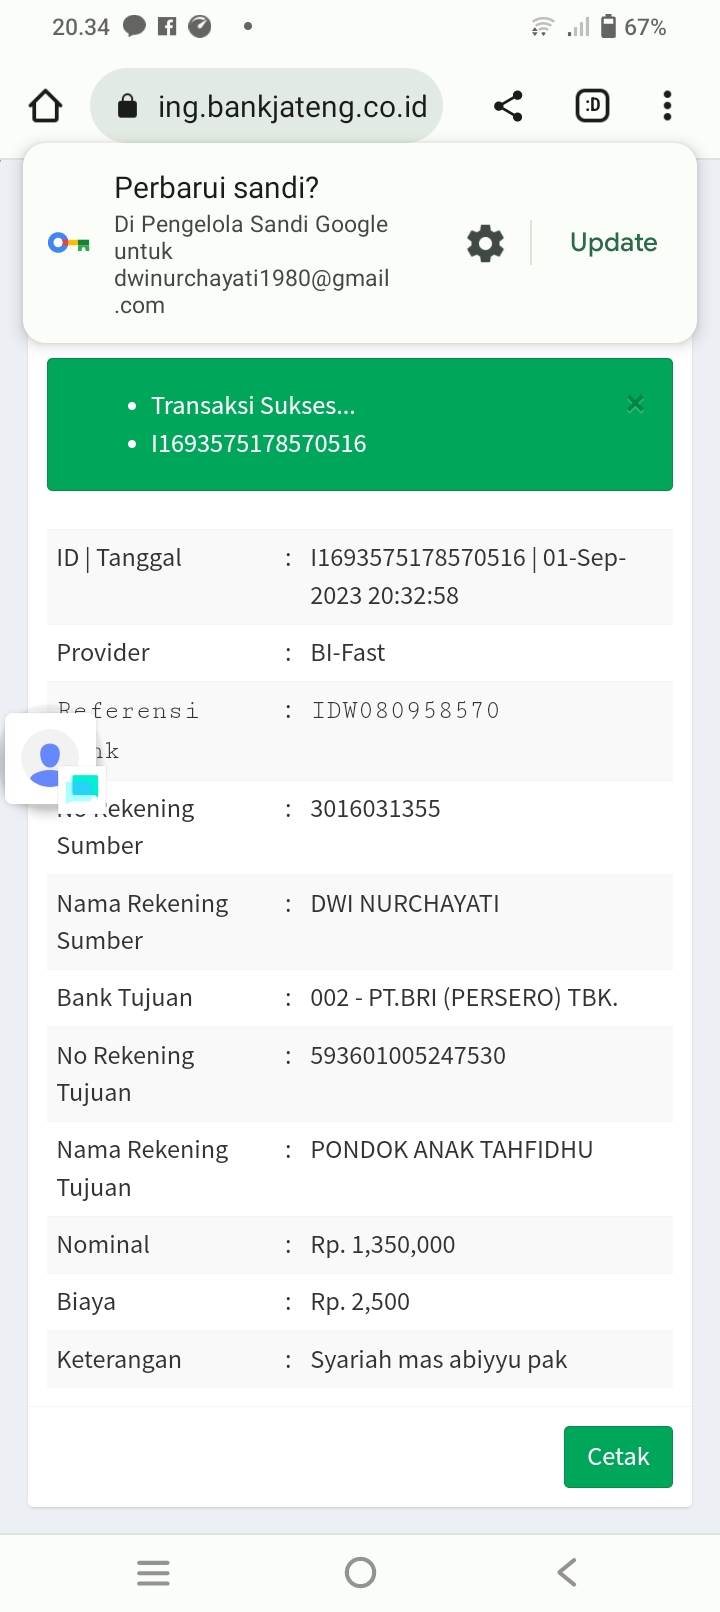 20.34
67%
ing.bankjateng.co.id
:D
Perbarui sandi?
Di Pengelola Sandi Google
untuk
dwinurchayati1980@gmail
.com
Update
Transaksi Sukses...
I1693575178570516
ID | Tanggal : I1693575178570516 | 01-Sep-
2023 20:32:58
Provider : BI-Fast
Referensi : IDW080958570
nk
No Rekening : 3016031355
Sumber
Nama Rekening : DWI NURCHAYATI
Sumber
Bank Tujuan : 002 - PT.BRI (PERSERO) TBK.
No Rekening : 593601005247530
Tujuan
Nama Rekening : PONDOK ANAK TAHFIDHU
Tujuan
Nominal : Rp. 1,350,000
Biaya : Rp. 2,500
Keterangan : Syariah mas abiyyu pak
Cetak